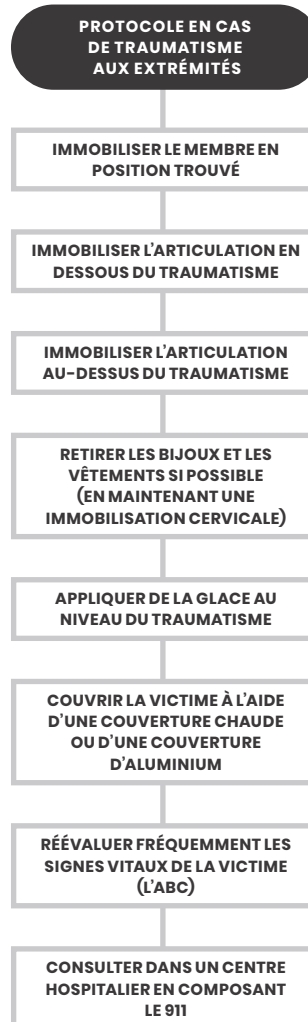 PROTOCOLE EN CAS
DE TRAUMATISME
AUX EXTRÉMITÉS
IMMOBILISER LE MEMBRE EN
POSITION TROUVÉ
IMMOBILISER L'ARTICULATION EN
DESSOUS DU TRAUMATISME
IMMOBILISER L'ARTICULATION
AU-DESSUS DU TRAUMATISME
RETIRER LES BIJOUX ET LES
VÊTEMENTS SI POSSIBLE
(EN MAINTENANT UNE
IMMOBILISATION CERVICALE)
APPLIQUER DE LA GLACE AU
NIVEAU DU TRAUMATISME
COUVRIR LA VICTIME À L'AIDE
D'UNE COUVERTURE CHAUDE
OU D'UNE COUVERTURE
D'ALUMINIUM
RÉÉVALUER FRÉQUEMMENT LES
SIGNES VITAUX DE LA VICTIME
(L'ABC)
CONSULTER DANS UN CENTRE
HOSPITALIER EN COMPOSANT
LE 911